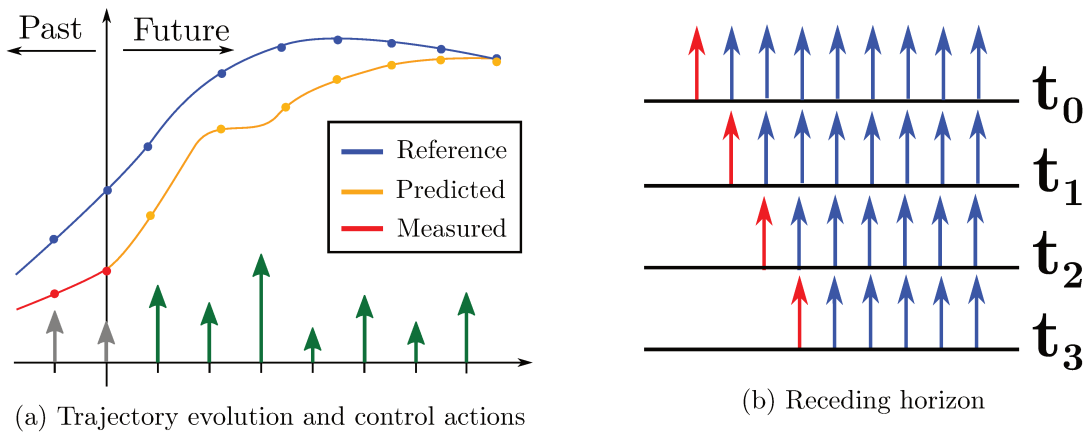 Past
Future
Reference
Predicted
Measured
(a) Trajectory evolution and control actions
t0
t1
t2
t3
(b) Receding horizon